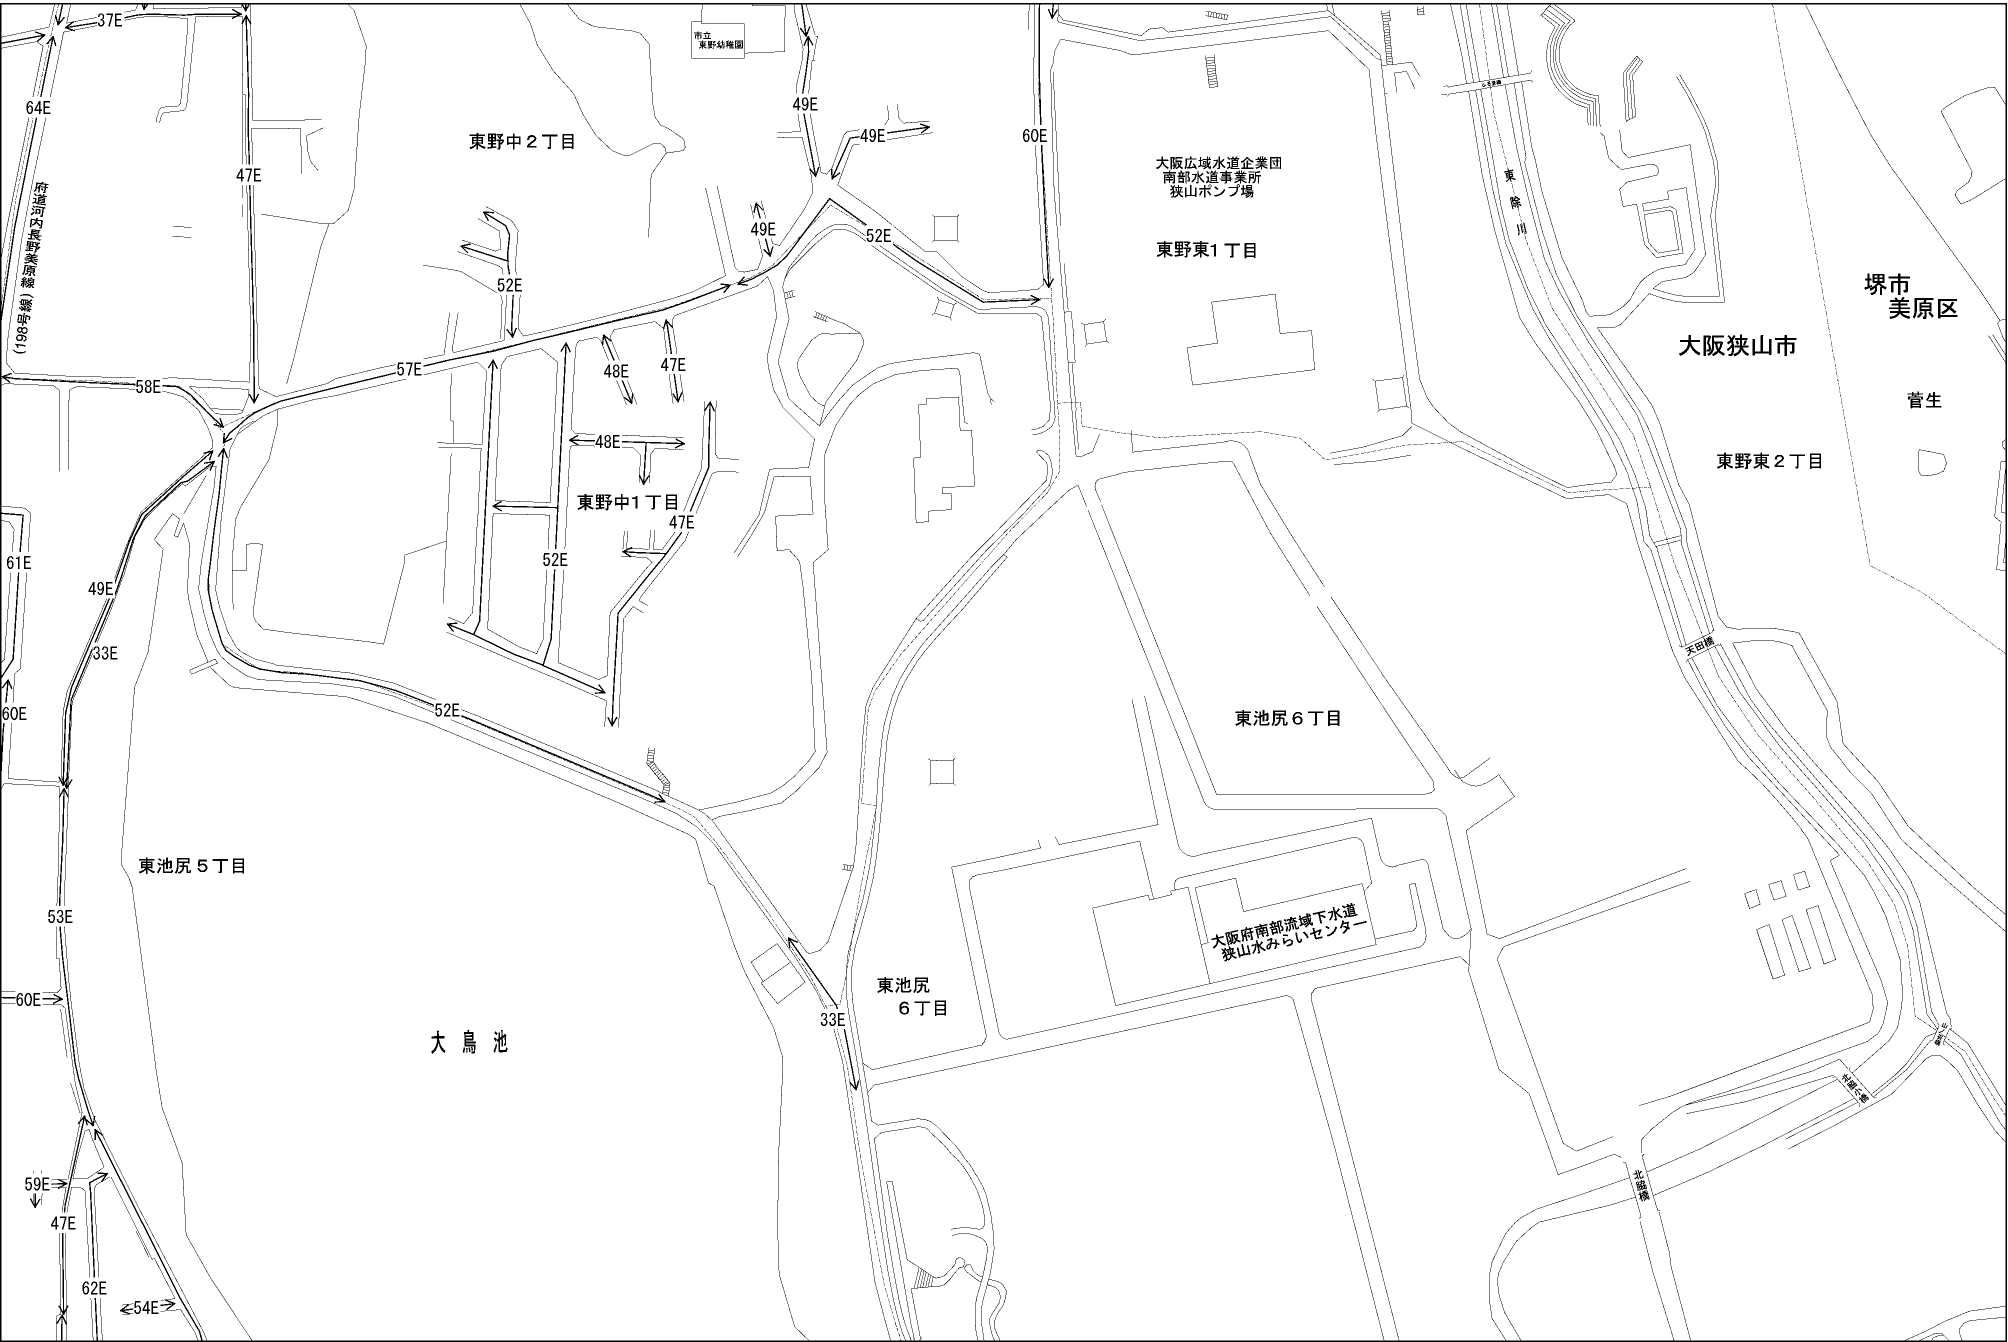 37E
市立
東野幼稚園
64E
49E
49E
60E
東野中2丁目
47E
大阪広域水道企業団
南部水道事業所
狭山ポンプ場
東除川
府道河内長野美原線
(198号線)
49E
52E
東野東1丁目
52E
堺市
美原区
大阪狭山市
58E
57E
48E
47E
菅生
48E
東野東2丁目
東野中1丁目
47E
61E
52E
49E
33E
天田橋
60E
52E
東池尻6丁目
東池尻5丁目
53E
大阪府南部流域下水道
狭山水みらいセンター
東池尻
6丁目
60E
33E
大鳥池
北脇小橋
59E
北脇橋
47E
62E
54E